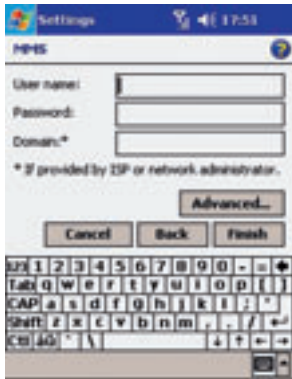 Settings 17:51
MMS
User name:
Password:
Domain:*
* If provided by ISP or network administrator.
Advanced...
Cancel Back Finish
123 1 2 3 4 5 6 7 8 9 0 - =
Tab q w e r t y u i o p [ ]
CAP a s d f g h j k l ; '
Shift z x c v b n m , . /
Ctl áü ` \